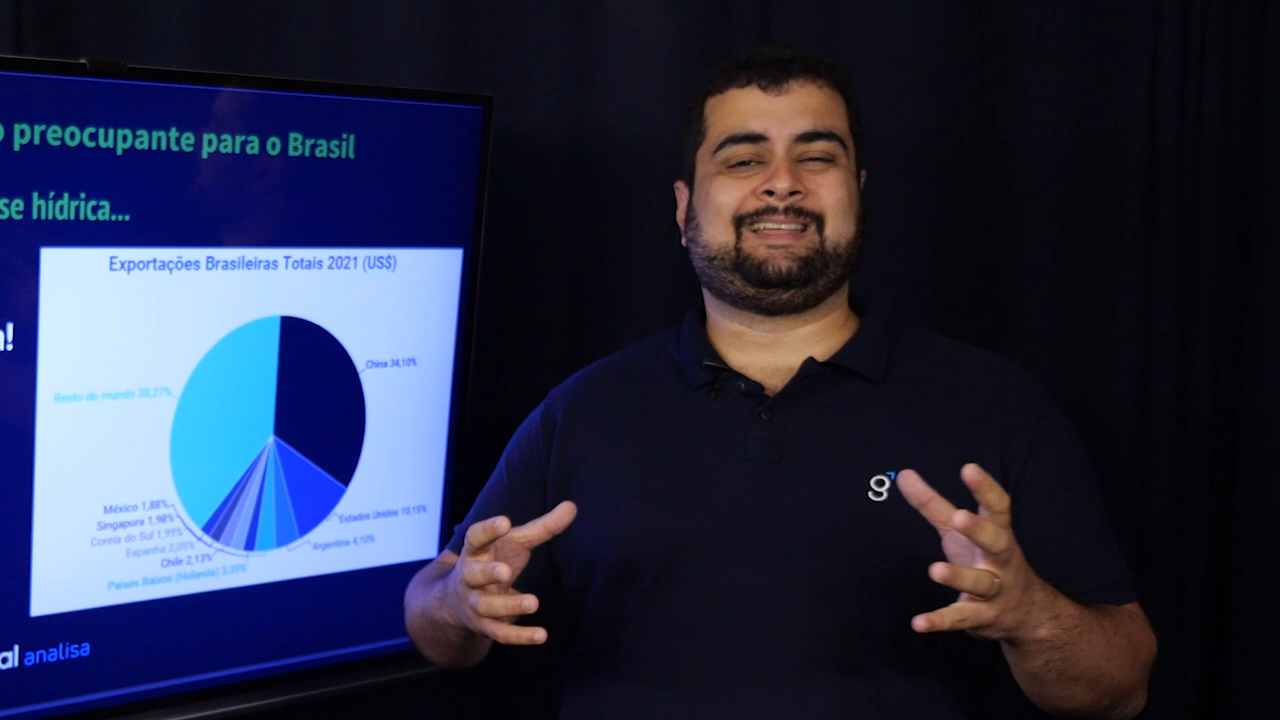 o preocupante para o Brasil
se hídrica...
a!
Exportações Brasileiras Totais 2021 (US$)
China 34,10%
Resto do mundo 38,27%
México 1,88%
Singapura 1,98%
Estados Unidos 10,15%
Coreia do Sul 1,99%
Argentina 4,10%
Espanha 2,05%
Chile 2,13%
Países Baixos (Holanda) 3,35%
al analisa
g7